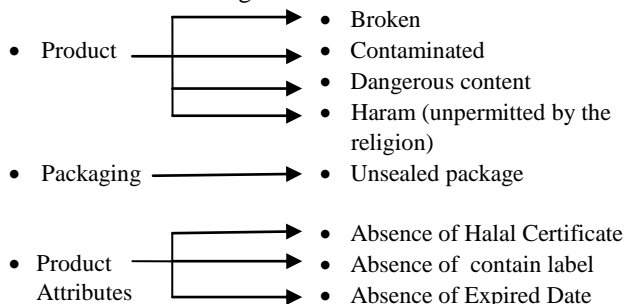 • Broken
• Product
• Contaminated
• Dangerous content
• Haram (unpermitted by the
religion)
• Packaging
• Unsealed package
• Absence of Halal Certificate
• Product
Attributes
• Absence of contain label
• Absence of Expired Date